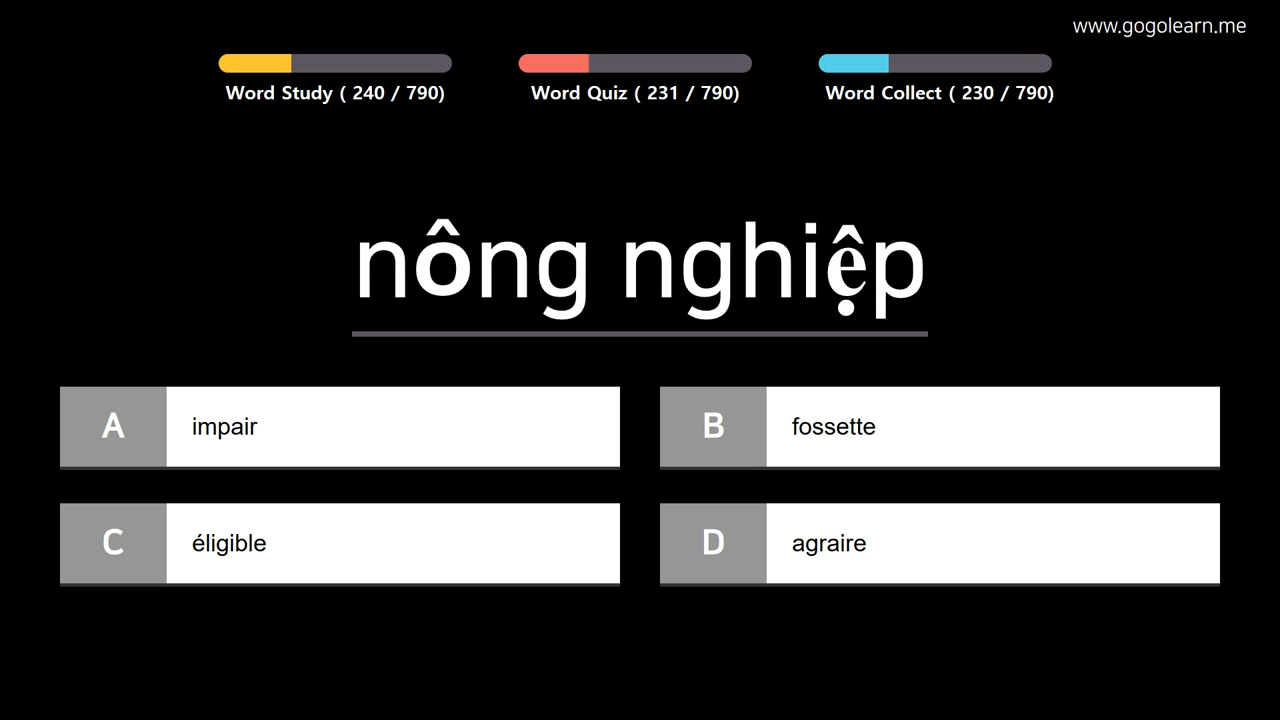 www.gogolearn.me
Word Study ( 240 / 790)
Word Quiz ( 231 / 790)
Word Collect ( 230 / 790)
nông nghiệp
A impair
B fossette
C éligible
D agraire